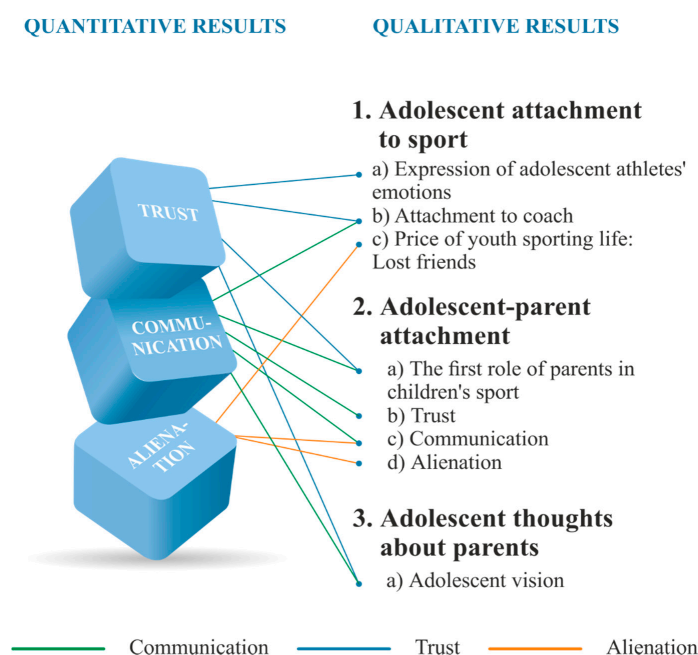 QUANTITATIVE RESULTS
QUALITATIVE RESULTS
1. Adolescent attachment
to sport
a) Expression of adolescent athletes'
emotions
b) Attachment to coach
c) Price of youth sporting life:
Lost friends
TRUST
COMMU-
NICATION
ALIENA-
TION
2. Adolescent-parent
attachment
a) The first role of parents in
children's sport
b) Trust
c) Communication
d) Alienation
3. Adolescent thoughts
about parents
a) Adolescent vision
Communication
Trust
Alienation